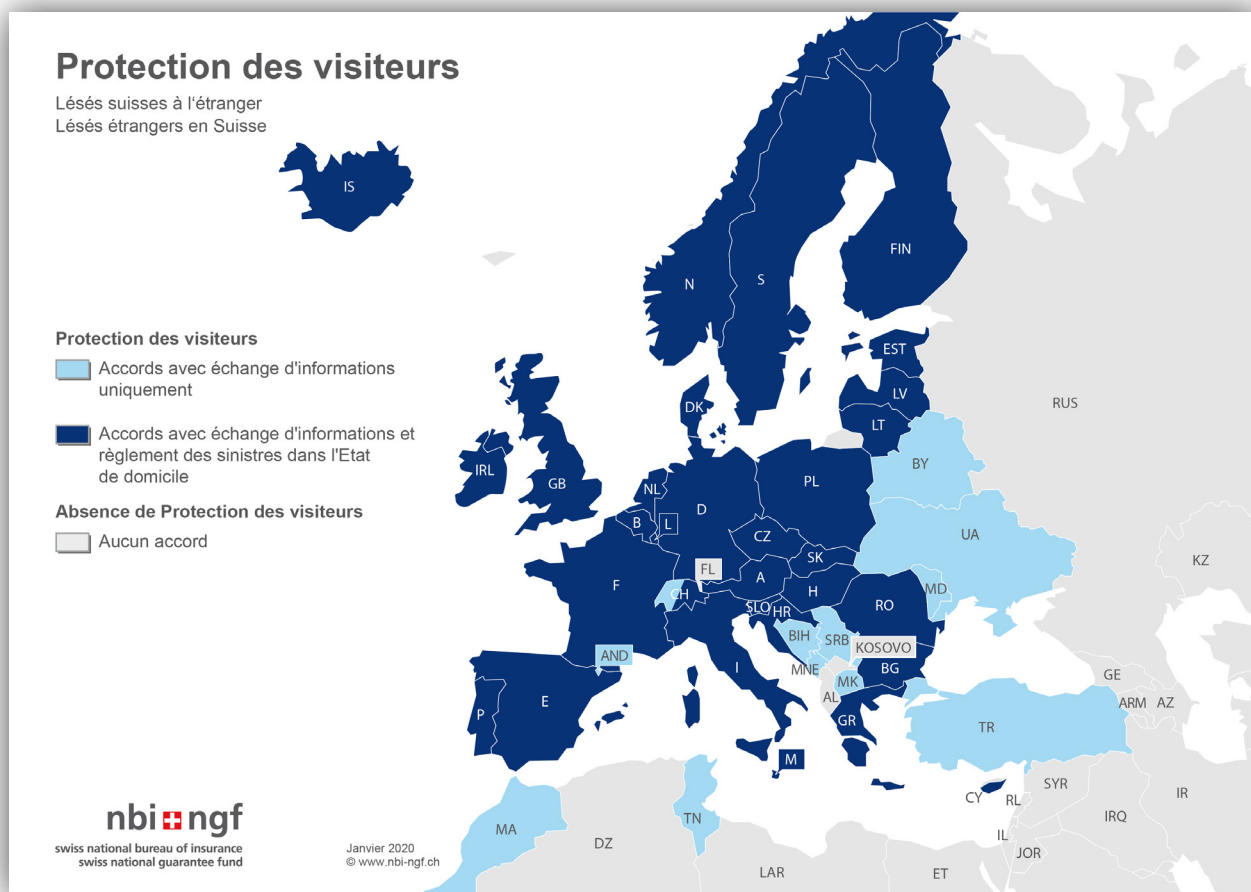 Protection des visiteurs
Lésés suisses à l‘étranger
Lésés étrangers en Suisse
IS
FIN
N
S
Protection des visiteurs
Accords avec échange d'informations
uniquement
Accords avec échange d'informations et
règlement des sinistres dans l'Etat
de domicile
Absence de Protection des visiteurs
Aucun accord
EST
LV
LT
RUS
DK
BY
IRL
GB
NL
PL
B
L
D
CZ
UA
SK
KZ
FL
A
F
CH
H
MD
RO
SLO
HR
BIH
SRB
KOSOVO
AND
MNE
BG
I
MK
GE
AL
ARM
AZ
P
E
GR
TR
M
SYR
CY
RL
IR
IRQ
MA
TN
DZ
IL
JOR
LAR
ET
nbi ngf
swiss national bureau of insurance
swiss national guarantee fund
Janvier 2020
© www.nbi-ngf.ch